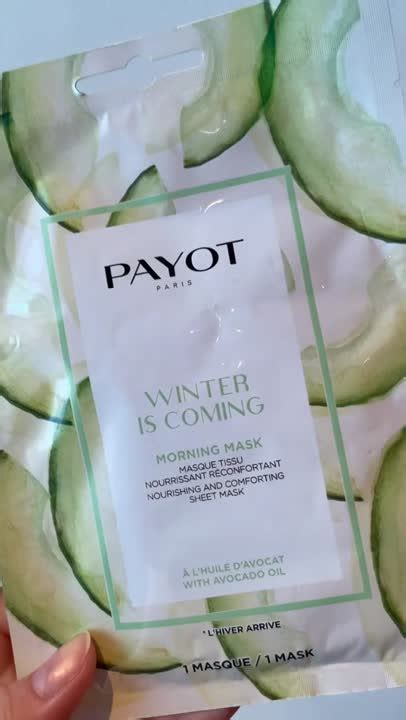 PAYOT
PARIS
WINTER
IS COMING
MORNING MASK
MASQUE TISSU
NOURRISSANT RÉCONFORTANT
NOURISHING AND COMFORTING
SHEET MASK
À L'HUILE D'AVOCAT
WITH AVOCADO OIL
* L'HIVER ARRIVE
1 MASQUE / 1 MASK